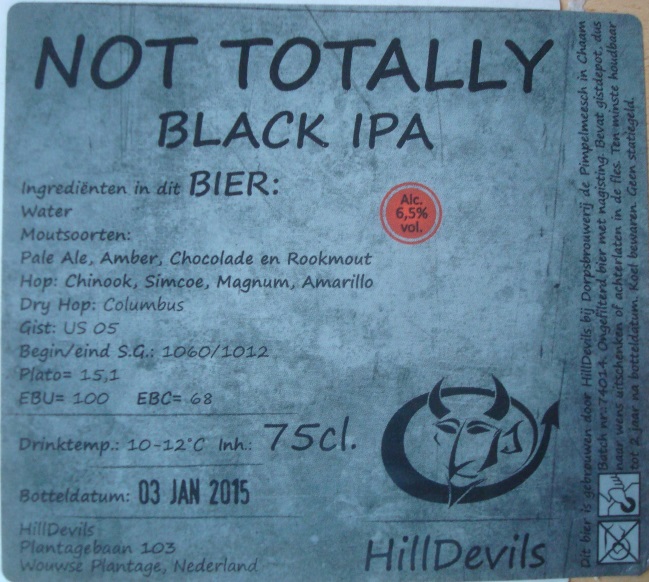 NOT TOTALLY
BLACK IPA
Ingrediënten in dit BIER:
Water
Moutsoorten:
Pale Ale, Amber, Chocolade en Rookmout
Hop: Chinook, Simcoe, Magnum, Amarillo
Dry Hop: Columbus
Gist: US 05
Begin/eind S.G.: 1060/1012
Plato= 15,1
EBU= 100 EBC= 68
Alc.
6,5%
vol.
Drinktemp.: 10-12°C Inh.: 75cl.
Botteldatum: 03 JAN 2015
HillDevils
Plantagebaan 103
Wouwse Plantage, Nederland
HillDevils
Dit bier is gebrouwen door HillDevils bij Dorpsbrouwerij de Pimpelmeesch in Chaam
Batch nr:74014. Ongefilterd bier met nagisting. Bevat gistdepot, dus
naar wens uitschenken of achterlaten in de fles. Ten minste houdbaar
tot 2 jaar na botteldatum. Koel bewaren. Geen statiegeld.